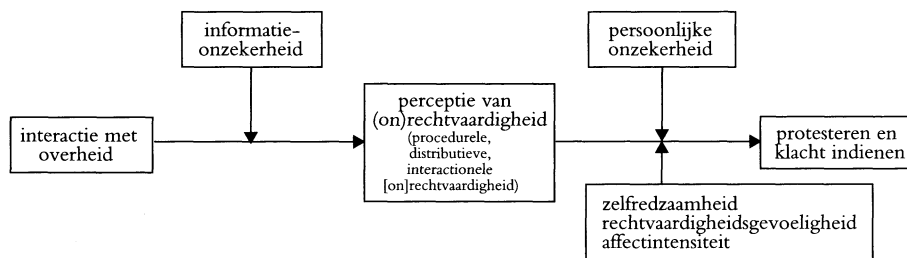 informatie-
onzekerheid
persoonlijke
onzekerheid
interactie met
overheid
perceptie van
(on)rechtvaardigheid
(procedurele,
distributieve,
interactionele
[on]rechtvaardigheid)
protesteren en
klacht indienen
zelfredzaamheid
rechtvaardigheidsgevoeligheid
affectintensiteit